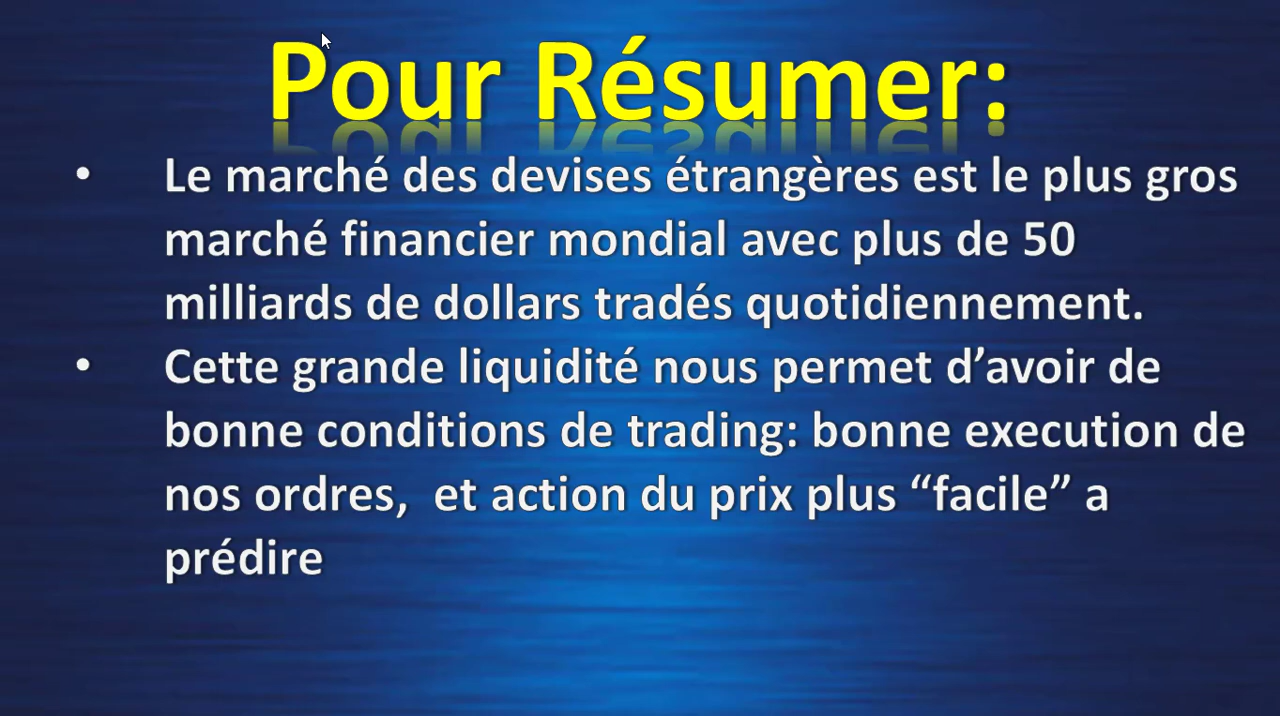 Pour Résumer:
• Le marché des devises étrangères est le plus gros
marché financier mondial avec plus de 50
milliards de dollars tradés quotidiennement.
• Cette grande liquidité nous permet d’avoir de
bonne conditions de trading: bonne execution de
nos ordres,  et action du prix plus “facile” a
prédire